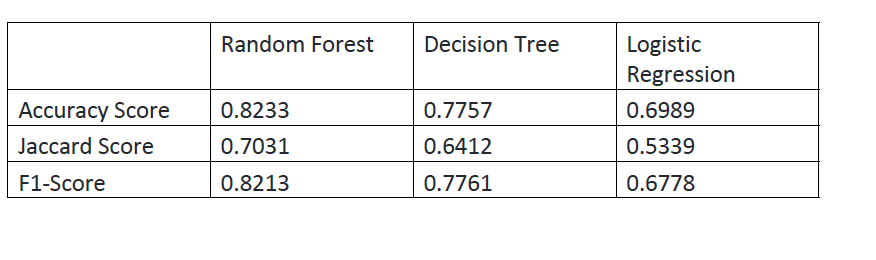 Random Forest Decision Tree Logistic
Regression
Accuracy Score 0.8233 0.7757 0.6989
Jaccard Score 0.7031 0.6412 0.5339
F1-Score 0.8213 0.7761 0.6778